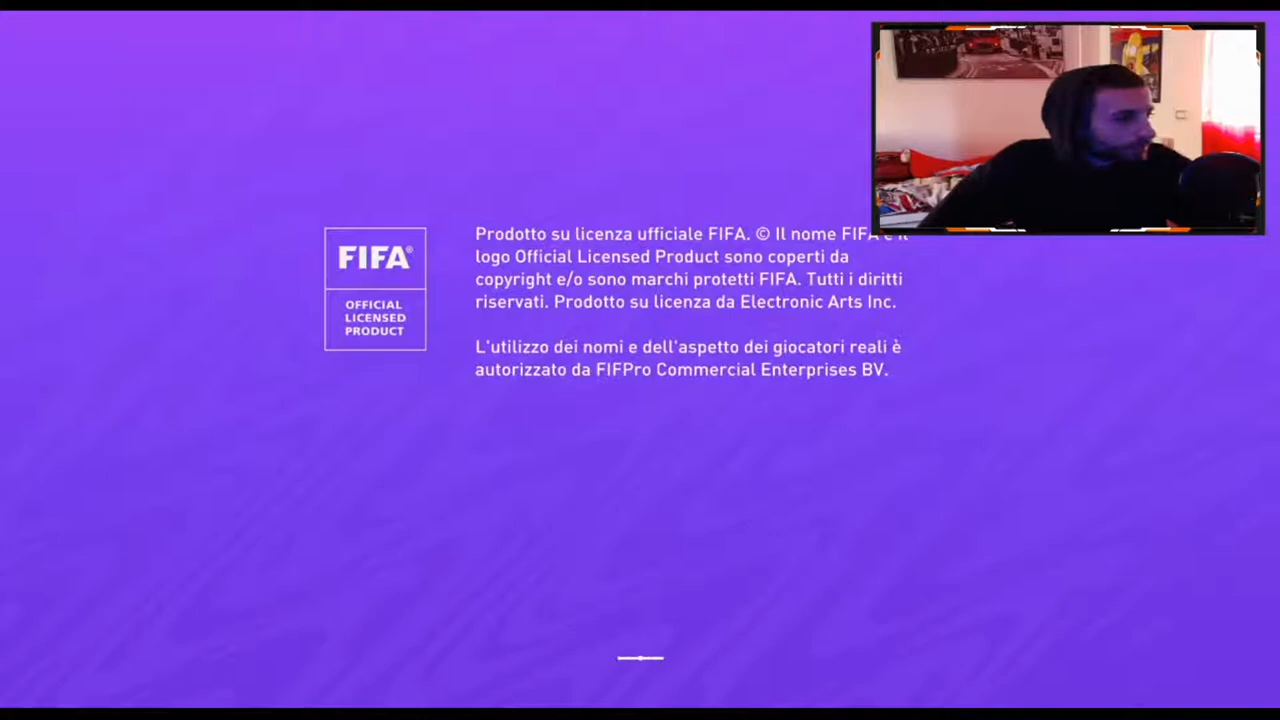 FIFA®
OFFICIAL
LICENSED
PRODUCT
Prodotto su licenza ufficiale FIFA. © Il nome FIFA e il
logo Official Licensed Product sono coperti da
copyright e/o sono marchi protetti FIFA. Tutti i diritti
riservati. Prodotto su licenza da Electronic Arts Inc.
L'utilizzo dei nomi e dell'aspetto dei giocatori reali è
autorizzato da FIFPro Commercial Enterprises BV.